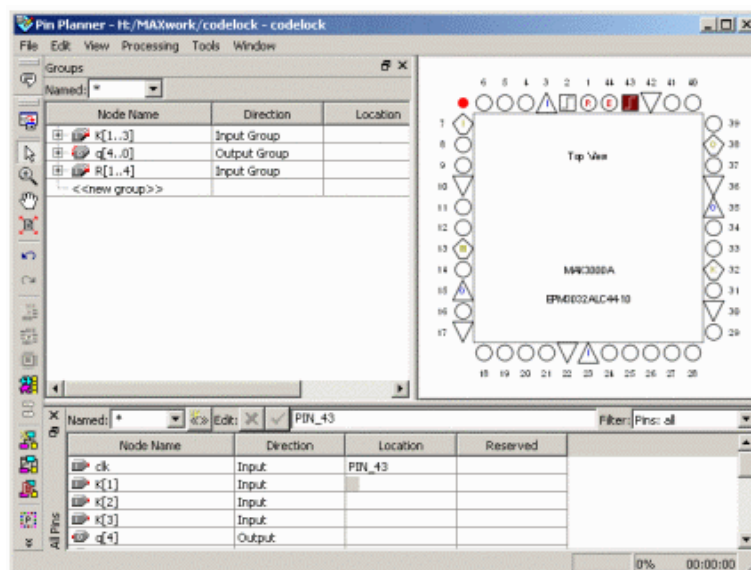 Pin Planner - H:/MAXwork/codelock - codelock
File Edit View Processing Tools Window
Groups
Named: *
Node Name Direction Location
K[1..3] Input Group
q[4..0] Output Group
R[1..4] Input Group
<<new group>>
6 5 4 3 2 1 44 43 42 41 40
7 39
8 38
9 37
10 36
11 35
12 34
13 33
14 32
15 31
16 30
17 29
Top View
MAX3000A
EPM3032ALC44-10
18 19 20 21 22 23 24 25 26 27 28
Named: * Edit: PIN_43 Filter: Pins: all
Node Name Direction Location Reserved
clk Input PIN_43
K[1] Input
K[2] Input
K[3] Input
q[4] Output
All Pins
0% 00:00:00